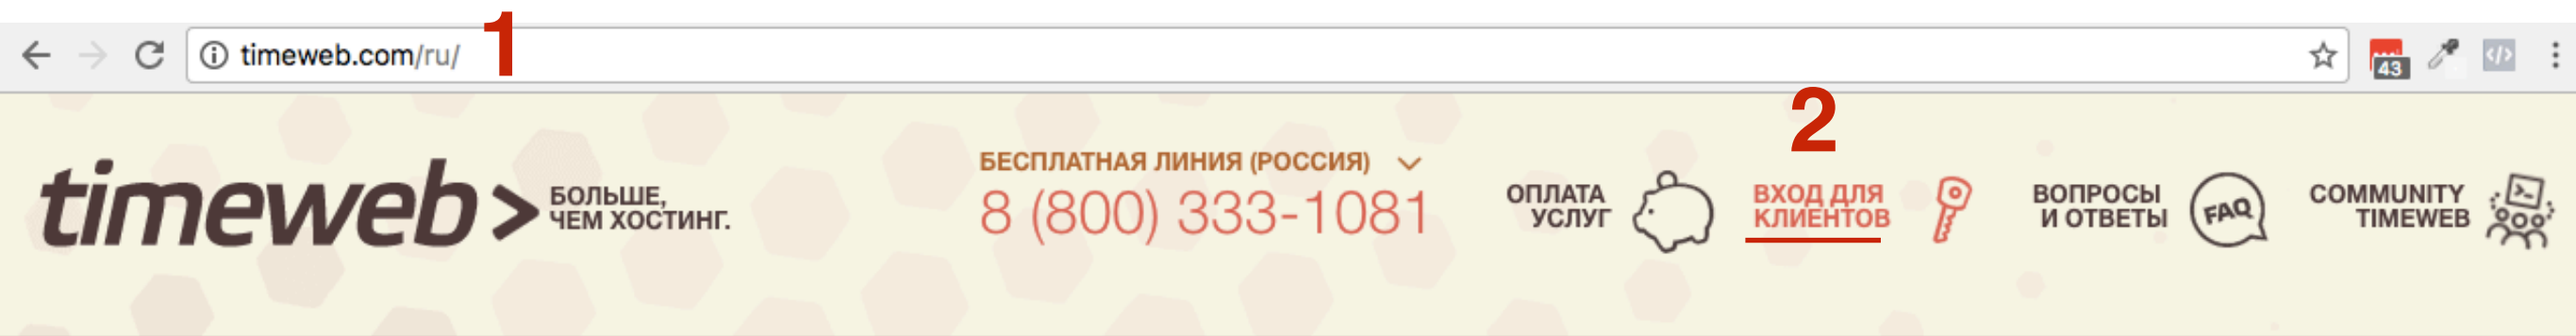 1
timeweb.com/ru/
43
2
timeweb>
БОЛЬШЕ,
ЧЕМ ХОСТИНГ.
БЕСПЛАТНАЯ ЛИНИЯ (РОССИЯ)
8 (800) 333-1081
ОПЛАТА
УСЛУГ
ВХОД ДЛЯ
КЛИЕНТОВ
ВОПРОСЫ
И ОТВЕТЫ
FAQ
COMMUNITY
TIMEWEB